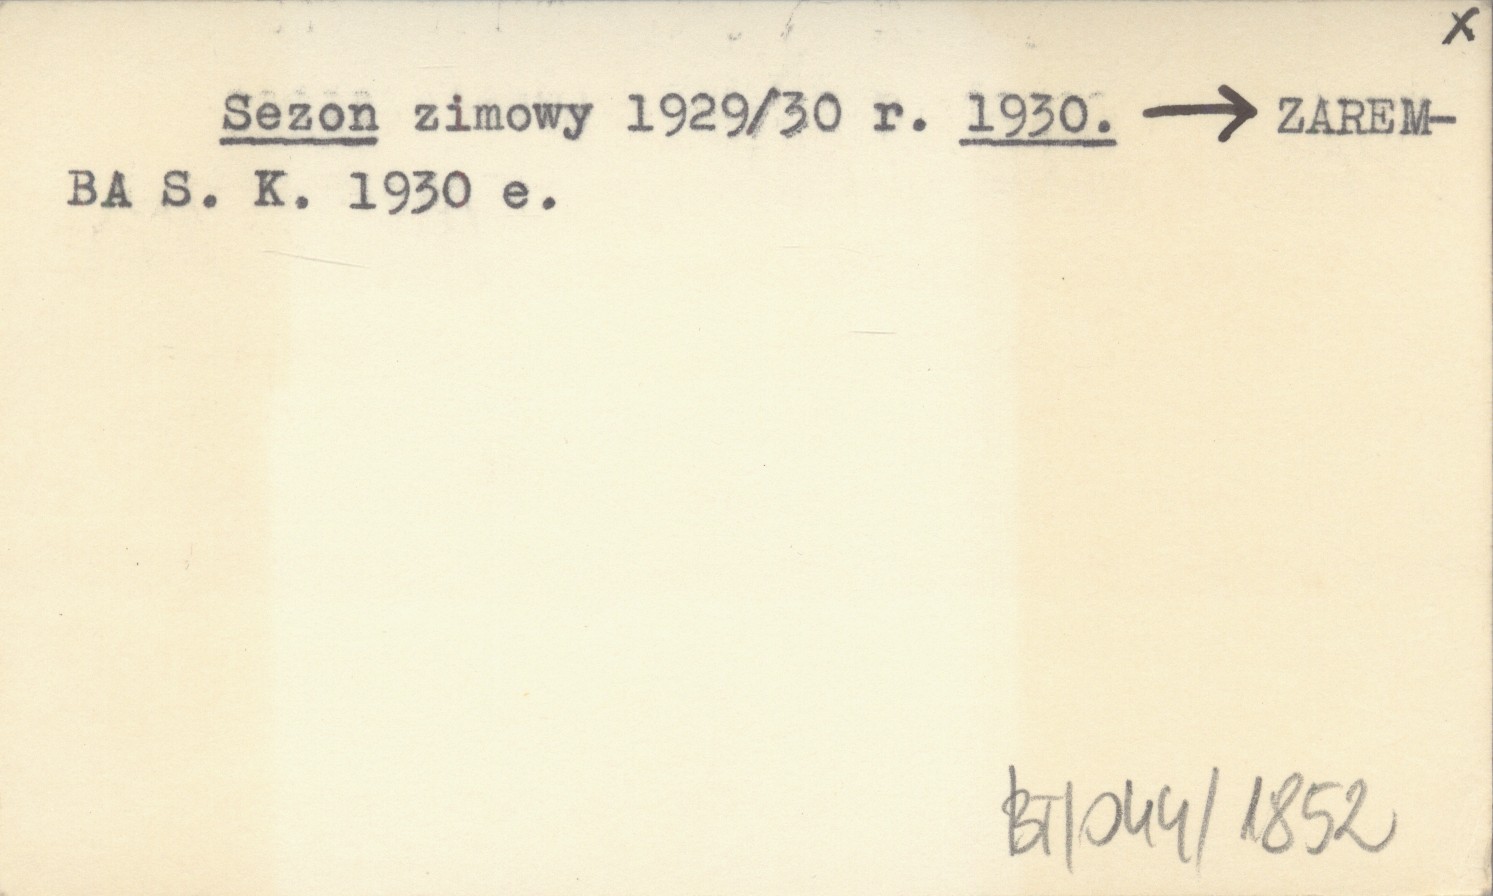 x
Sezon zimowy 1929/30 r. 1930. → ZAREM-
BA S. K. 1930 e.
BT/044/1852